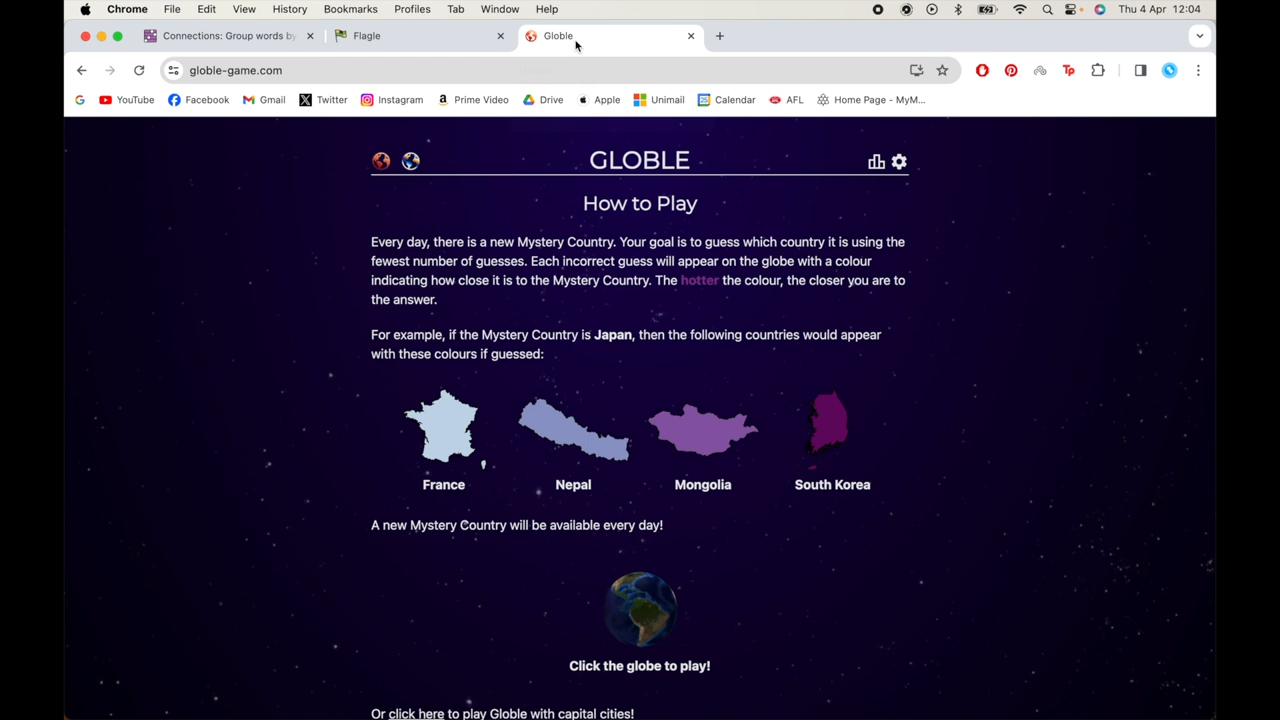 Chrome File Edit View History Bookmarks Profiles Tab Window Help Thu 4 Apr 12:04
Connections: Group words by Flagle Globle
globle-game.com
YouTube Facebook Gmail Twitter Instagram Prime Video Drive Apple Unimail Calendar AFL Home Page - MyM...
GLOBLE
How to Play
Every day, there is a new Mystery Country. Your goal is to guess which country it is using the
fewest number of guesses. Each incorrect guess will appear on the globe with a colour
indicating how close it is to the Mystery Country. The hotter the colour, the closer you are to
the answer.
For example, if the Mystery Country is Japan, then the following countries would appear
with these colours if guessed:
France Nepal Mongolia South Korea
A new Mystery Country will be available every day!
Click the globe to play!
Or click here to play Globle with capital cities!